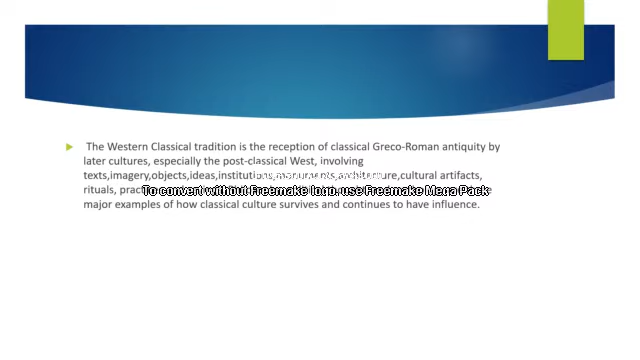 The Western Classical tradition is the reception of classical Greco-Roman antiquity by
later cultures, especially the post-classical West, involving
texts,imagery,objects,ideas,institutions,monuments,architecture,cultural artifacts,
rituals, 
To convert without Freemake logo, use Freemake Mega Pack
major examples of how classical culture survives and continues to have influence.